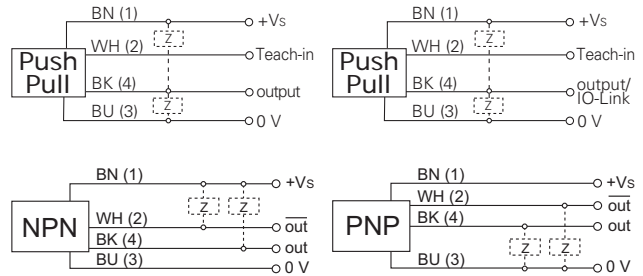 BN (1)
+Vs
Z
WH (2)
Teach-in
Push
Pull
BK (4)
output
Z
BU (3)
0 V
BN (1)
+Vs
Z
WH (2)
Teach-in
Push
Pull
BK (4)
output/
IO-Link
Z
BU (3)
0 V
BN (1)
+Vs
Z Z
NPN
WH (2)
out
BK (4)
out
BU (3)
0 V
BN (1)
+Vs
WH (2)
out
PNP
BK (4)
out
Z Z
BU (3)
0 V